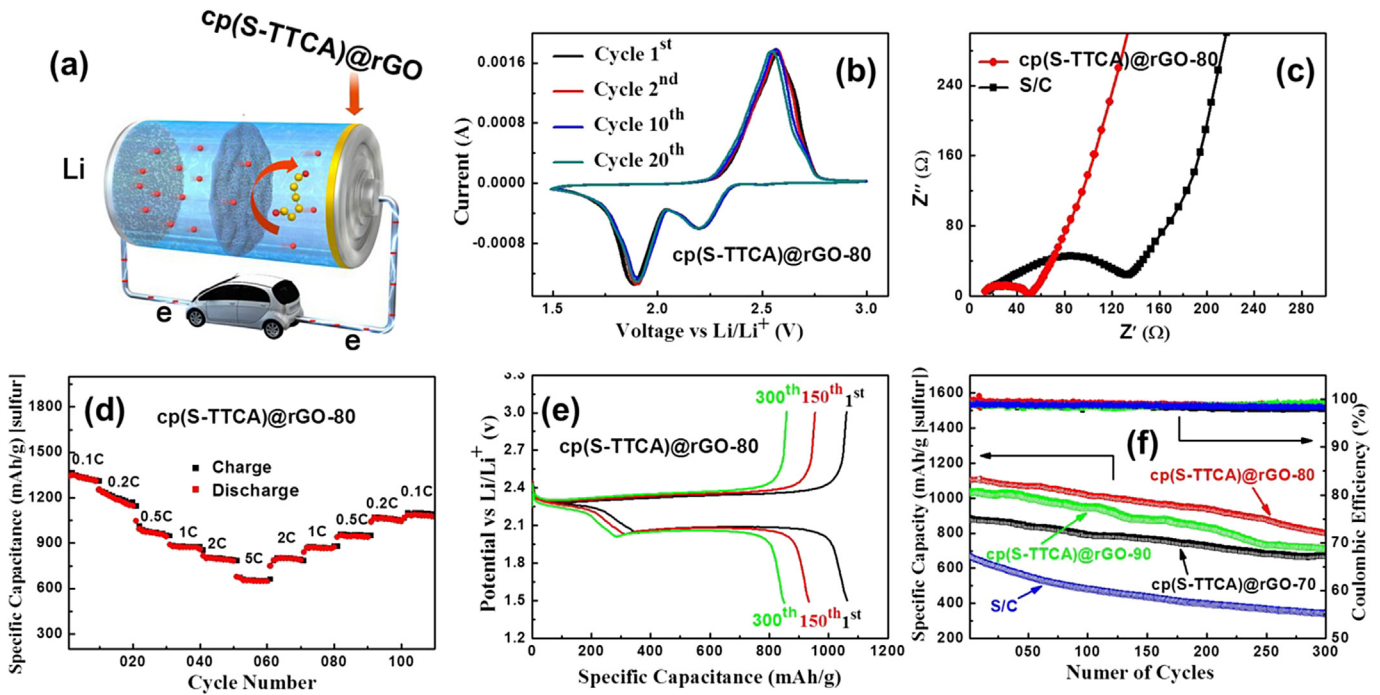 (a)
cp(S-TTCA)@rGO
Li
e
e
(b)
Cycle 1st
Cycle 2nd
Cycle 10th
Cycle 20th
cp(S-TTCA)@rGO-80
0.0016
0.0008
0.0000
-0.0008
Current (A)
1.5 2.0 2.5 3.0
Voltage vs Li/Li+ (V)
(c)
cp(S-TTCA)@rGO-80
S/C
280
240
160
80
0
Z″ (Ω)
0 40 80 120 160 200 240 280
Z′ (Ω)
(d)
cp(S-TTCA)@rGO-80
Charge
Discharge
0.1C
0.2C
0.5C
1C
2C
5C
2C
1C
0.5C
0.2C
0.1C
1800
1500
1200
900
600
300
Specific Capacitance (mAh/g) [sulfur]
020 040 060 080 100
Cycle Number
(e)
300th 150th 1st
cp(S-TTCA)@rGO-80
300th 150th 1st
3.3
3.0
2.7
2.4
2.1
1.8
1.5
1.2
Potential vs Li/Li+ (v)
0 200 400 600 800 1000 1200
Specific Capacitance (mAh/g)
(f)
cp(S-TTCA)@rGO-80
cp(S-TTCA)@rGO-90
cp(S-TTCA)@rGO-70
S/C
1600
1400
1200
1000
800
600
400
200
Specific Capacity (mAh/g [sulfur])
100
90
80
70
60
50
Coulombic Efficiency (%)
050 100 150 200 250 300
Numer of Cycles